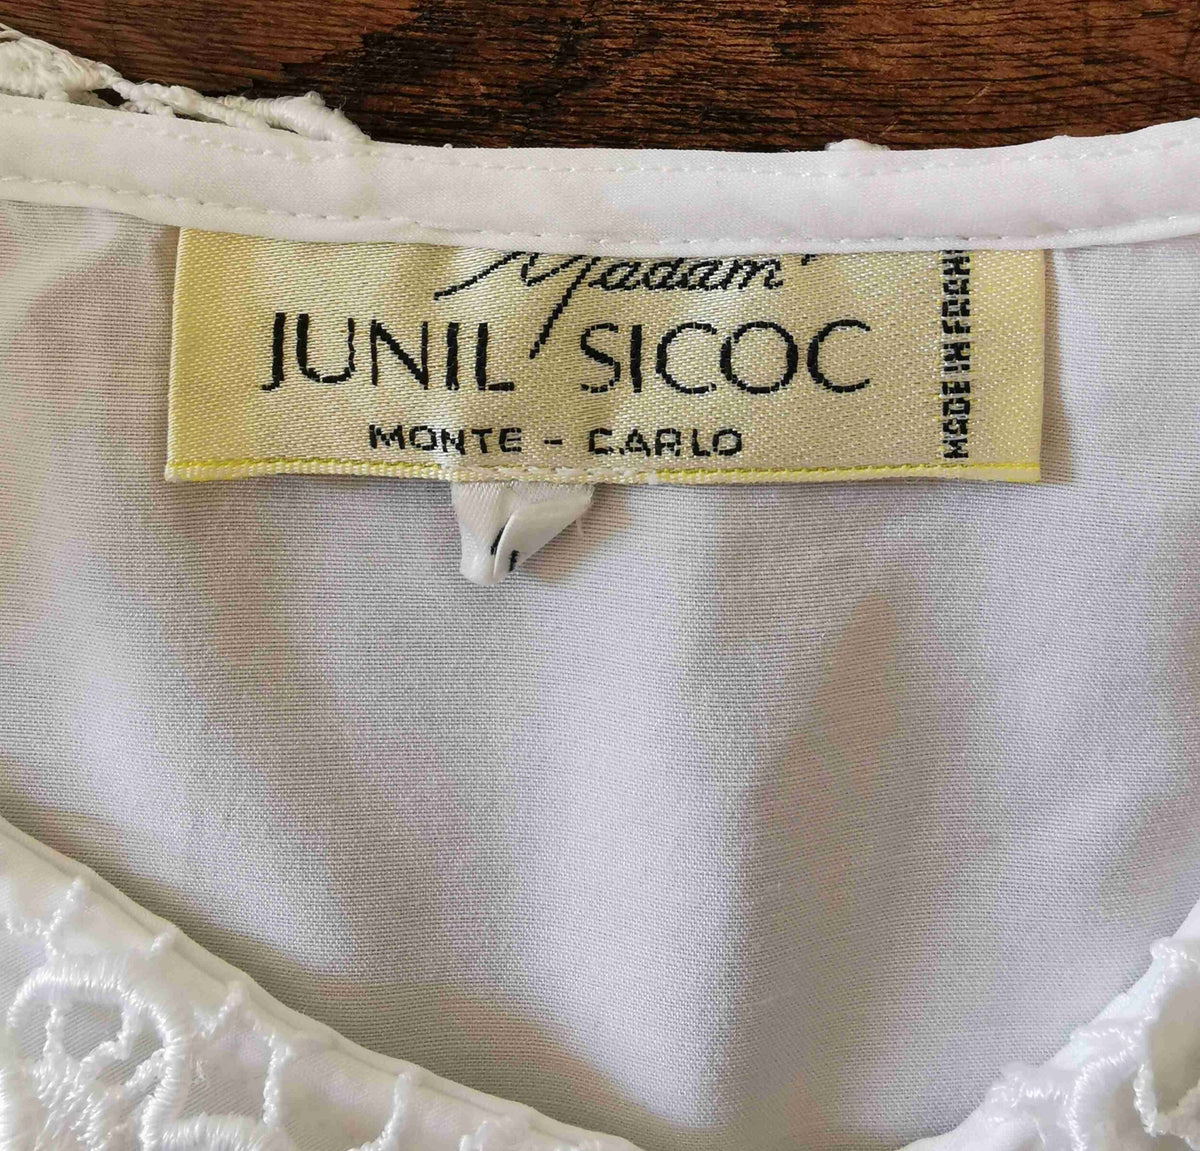 Madam'
JUNIL SICOC
MONTE - CARLO
MADE IN FRANCE